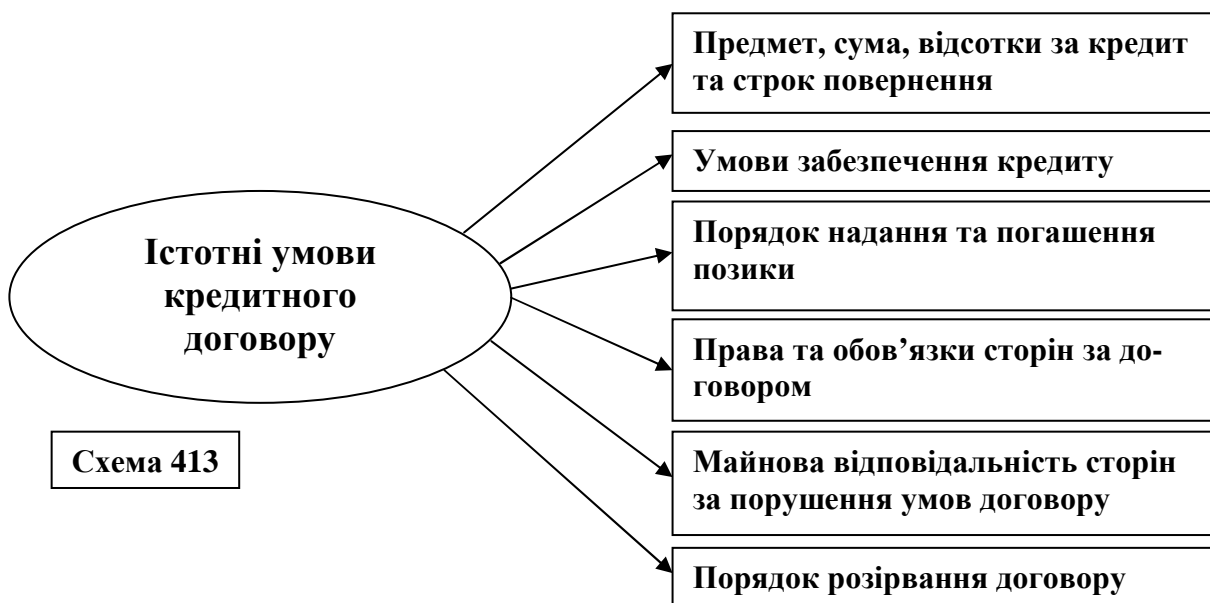 Істотні умови
кредитного
договору
Схема 413
Предмет, сума, відсотки за кредит
та строк повернення
Умови забезпечення кредиту
Порядок надання та погашення
позики
Права та обов’язки сторін за до-
говором
Майнова відповідальність сторін
за порушення умов договору
Порядок розірвання договору